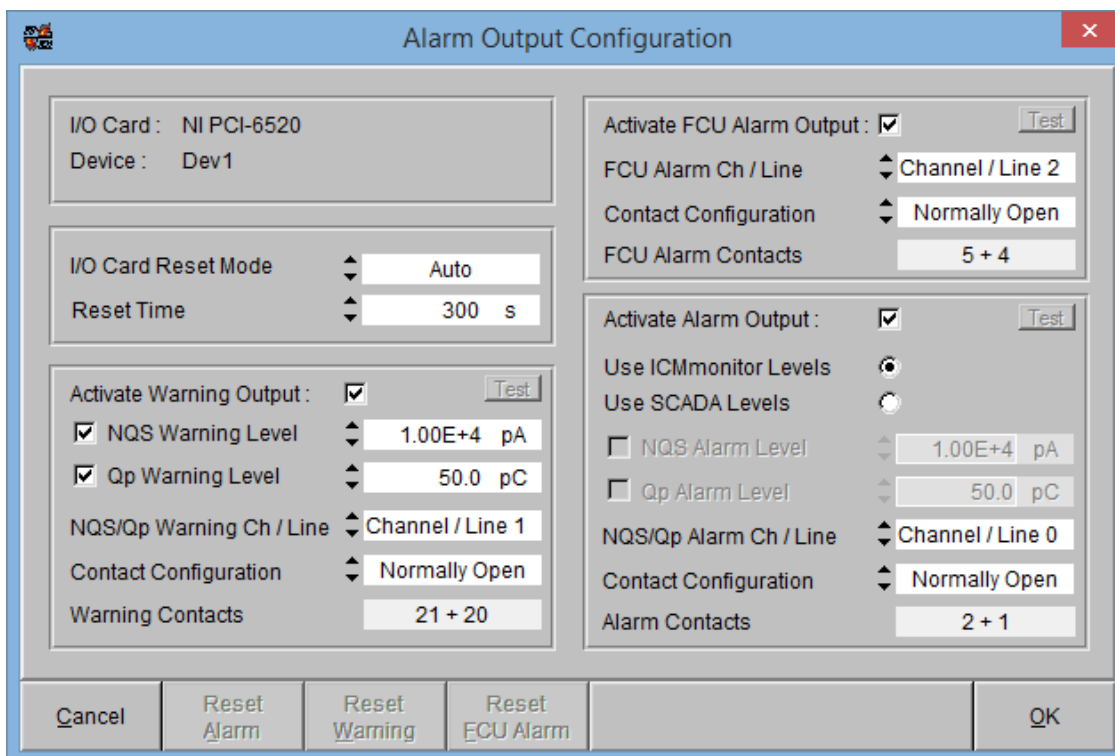 Alarm Output Configuration
I/O Card : NI PCI-6520
Device : Dev1
I/O Card Reset Mode Auto
Reset Time 300 s
Activate Warning Output : Test
NQS Warning Level 1.00E+4 pA
Qp Warning Level 50.0 pC
NQS/Qp Warning Ch / Line Channel / Line 1
Contact Configuration Normally Open
Warning Contacts 21 + 20
Activate FCU Alarm Output : Test
FCU Alarm Ch / Line Channel / Line 2
Contact Configuration Normally Open
FCU Alarm Contacts 5 + 4
Activate Alarm Output : Test
Use ICMmonitor Levels
Use SCADA Levels
NQS Alarm Level 1.00E+4 pA
Qp Alarm Level 50.0 pC
NQS/Qp Alarm Ch / Line Channel / Line 0
Contact Configuration Normally Open
Alarm Contacts 2 + 1
Cancel
Reset
Alarm
Reset
Warning
Reset
FCU Alarm
OK